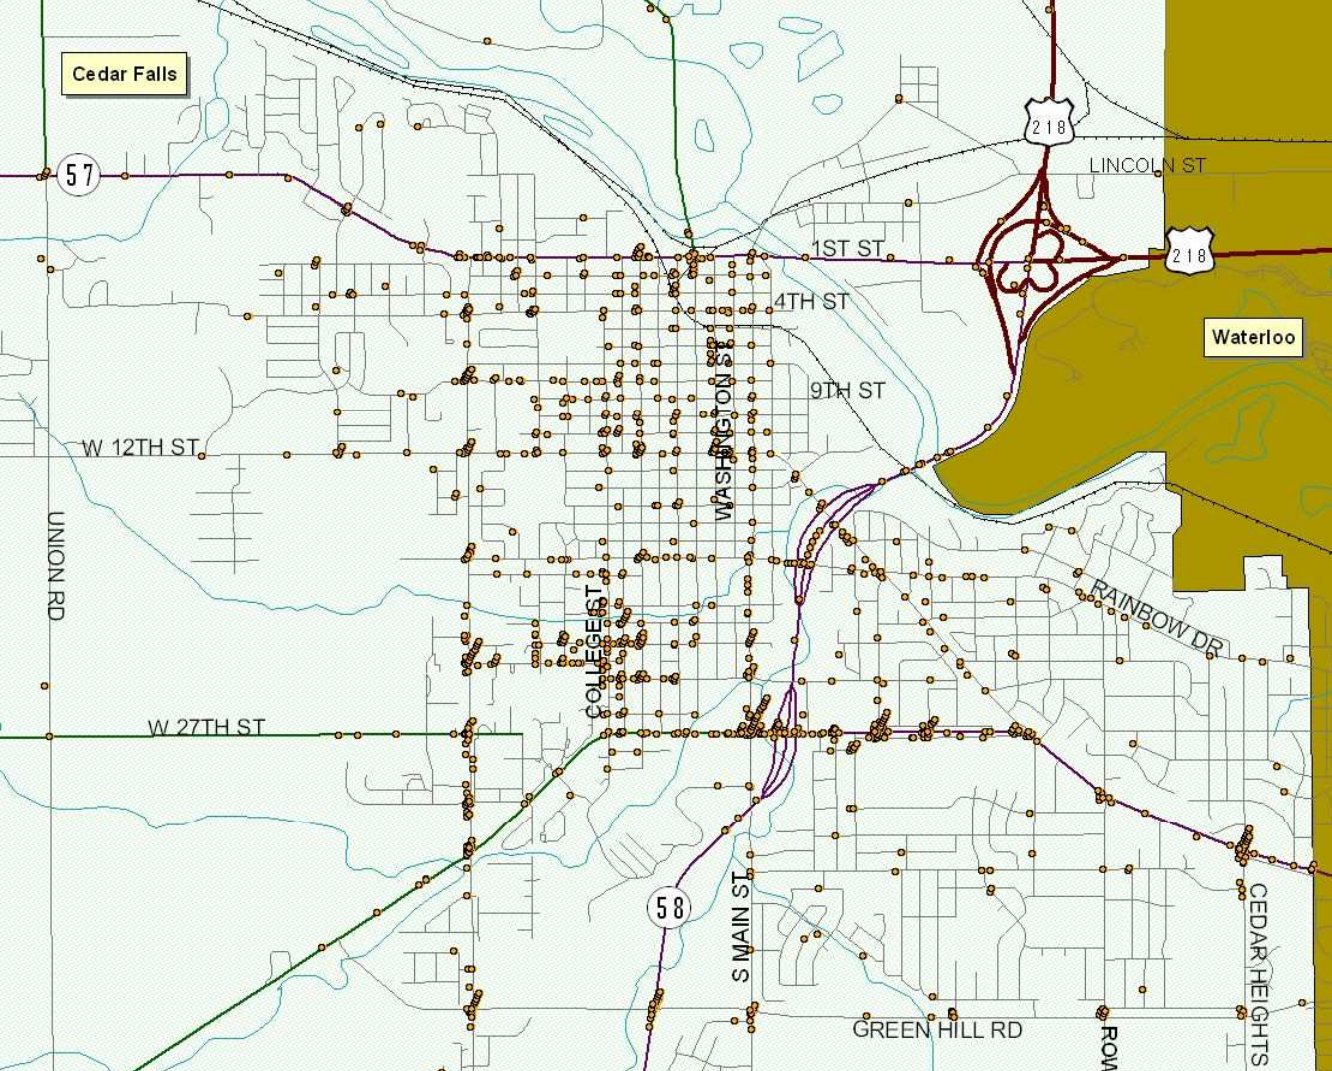 Cedar Falls
218
57
LINCOLN ST
1ST ST
218
4TH ST
Waterloo
WASHINGTON ST
9TH ST
W 12TH ST
UNION RD
COLLEGE ST
RAINBOW DR
W 27TH ST
58
S MAIN ST
CEDAR HEIGHTS
GREEN HILL RD
ROW